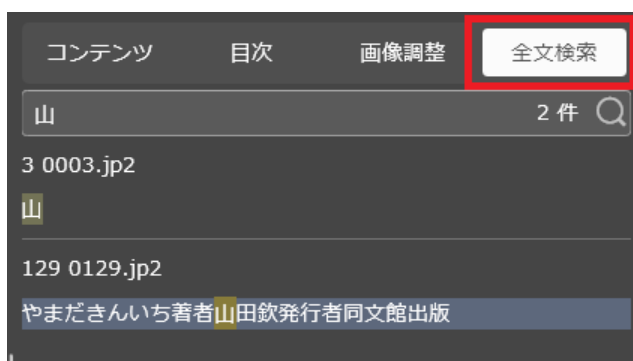 コンテンツ 目次 画像調整 全文検索
山 2 件
3 0003.jp2
山
129 0129.jp2
やまだきんいち著者山田欽発行者同文館出版